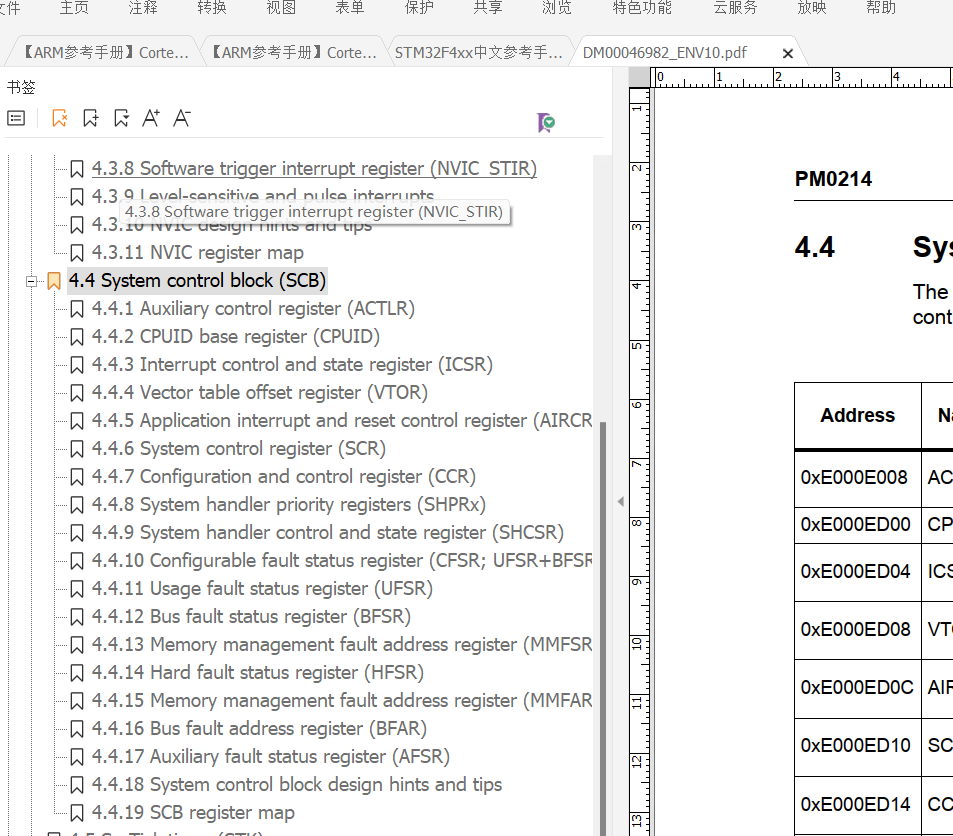 文件 主页 注释 转换 视图 表单 保护 共享 浏览 特色功能 云服务 放映 帮助
【ARM参考手册】Corte... 【ARM参考手册】Corte... STM32F4xx中文参考手... DM00046982_ENV10.pdf
书签
4.3.8 Software trigger interrupt register (NVIC_STIR)
4.3.9 Level-sensitive and pulse interrupts
4.3.8 Software trigger interrupt register (NVIC_STIR)
4.3.10 NVIC design hints and tips
4.3.11 NVIC register map
4.4 System control block (SCB)
4.4.1 Auxiliary control register (ACTLR)
4.4.2 CPUID base register (CPUID)
4.4.3 Interrupt control and state register (ICSR)
4.4.4 Vector table offset register (VTOR)
4.4.5 Application interrupt and reset control register (AIRCR
4.4.6 System control register (SCR)
4.4.7 Configuration and control register (CCR)
4.4.8 System handler priority registers (SHPRx)
4.4.9 System handler control and state register (SHCSR)
4.4.10 Configurable fault status register (CFSR; UFSR+BFSR
4.4.11 Usage fault status register (UFSR)
4.4.12 Bus fault status register (BFSR)
4.4.13 Memory management fault address register (MMFSR
4.4.14 Hard fault status register (HFSR)
4.4.15 Memory management fault address register (MMFAR
4.4.16 Bus fault address register (BFAR)
4.4.17 Auxiliary fault status register (AFSR)
4.4.18 System control block design hints and tips
4.4.19 SCB register map
0 1 2 3 4
1
2
3
4
5
6
7
8
9
10
11
12
13
PM0214
4.4 Sys
The
cont
Address Na
0xE000E008 AC
0xE000ED00 CP
0xE000ED04 ICS
0xE000ED08 VTO
0xE000ED0C AIR
0xE000ED10 SC
0xE000ED14 CC